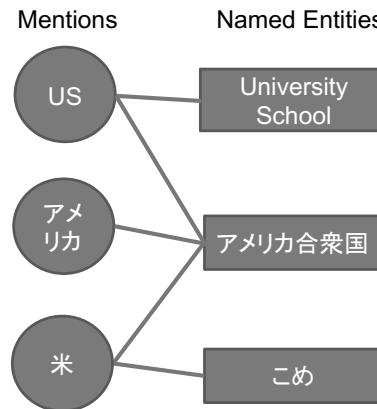 Mentions
Named Entities
US
University
School
アメ
リカ
アメリカ合衆国
米
こめ